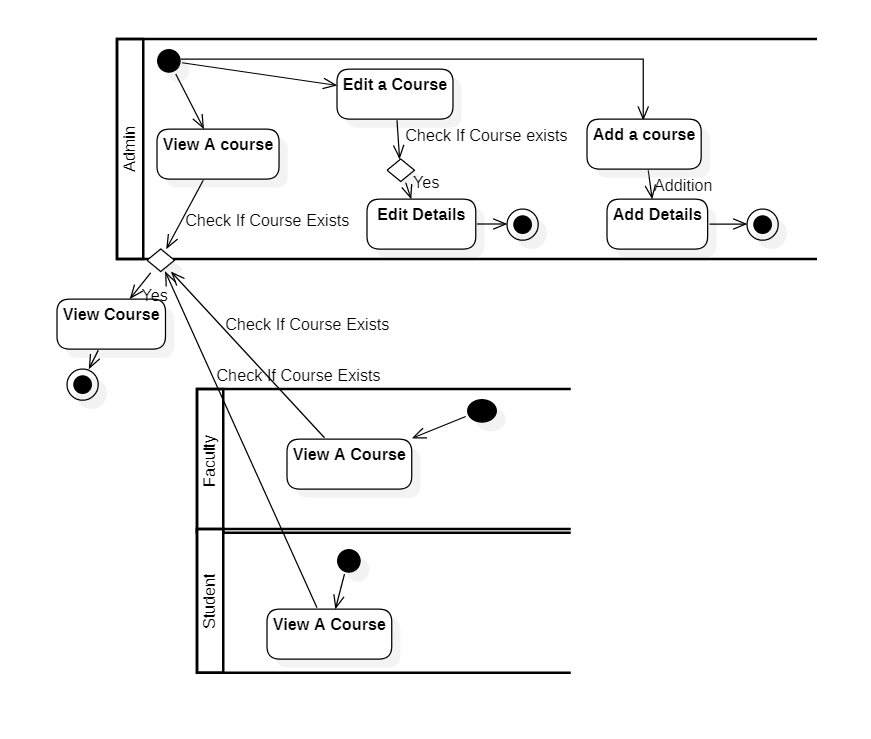 Admin
Edit a Course
Check If Course exists
Add a course
View A course
Yes
Addition
Edit Details
Add Details
Check If Course Exists
Yes
View Course
Check If Course Exists
Check If Course Exists
Faculty
View A Course
Student
View A Course